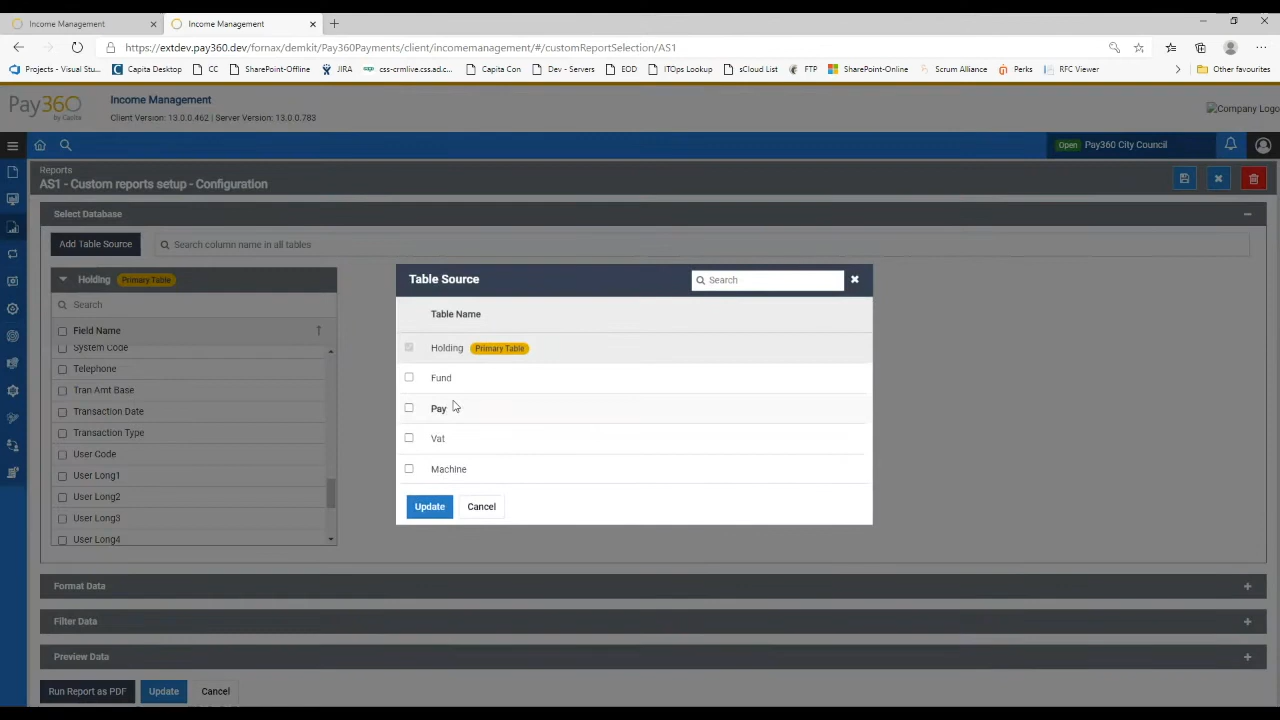 Income Management
Income Management
https://extdev.pay360.dev/fornax/demkit/Pay360Payments/client/incomemanagement/#/customReportSelection/AS1
Projects - Visual Stu...
Capita Desktop
CC
SharePoint-Offline
JIRA
css-crmlive.css.ad.c...
Capita Con
Dev - Servers
EOD
ITOps Lookup
sCloud List
FTP
SharePoint-Online
Scrum Alliance
Perks
RFC Viewer
Other favourites
Pay360
by Capita
Income Management
Client Version: 13.0.0.462 | Server Version: 13.0.0.783
Company Logo
Open
Pay360 City Council
Reports
AS1 - Custom reports setup - Configuration
Select Database
Add Table Source
Search column name in all tables
Holding
Primary Table
Search
Field Name
System Code
Telephone
Tran Amt Base
Transaction Date
Transaction Type
User Code
User Long1
User Long2
User Long3
User Long4
Table Source
Search
Table Name
Holding
Primary Table
Fund
Pay
Vat
Machine
Update
Cancel
Format Data
Filter Data
Preview Data
Run Report as PDF
Update
Cancel